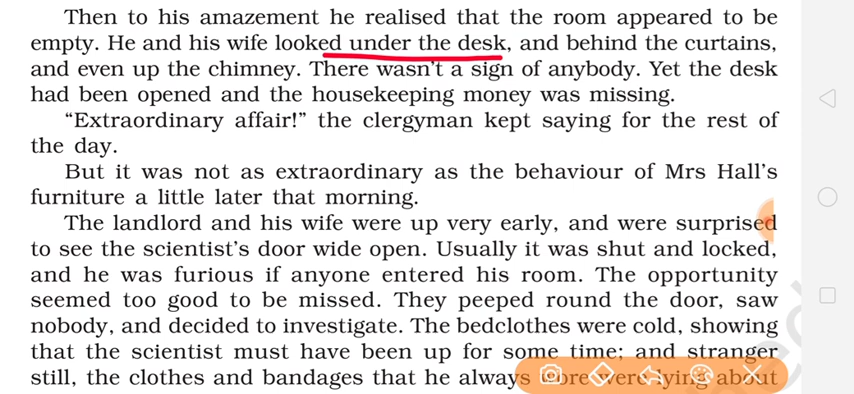 Then to his amazement he realised that the room appeared to be
empty. He and his wife looked under the desk, and behind the curtains,
and even up the chimney. There wasn't a sign of anybody. Yet the desk
had been opened and the housekeeping money was missing.
“Extraordinary affair!” the clergyman kept saying for the rest of
the day.
But it was not as extraordinary as the behaviour of Mrs Hall's
furniture a little later that morning.
The landlord and his wife were up very early, and were surprised
to see the scientist's door wide open. Usually it was shut and locked,
and he was furious if anyone entered his room. The opportunity
seemed too good to be missed. They peeped round the door, saw
nobody, and decided to investigate. The bedclothes were cold, showing
that the scientist must have been up for some time; and stranger
still, the clothes and bandages that he always wore were lying about